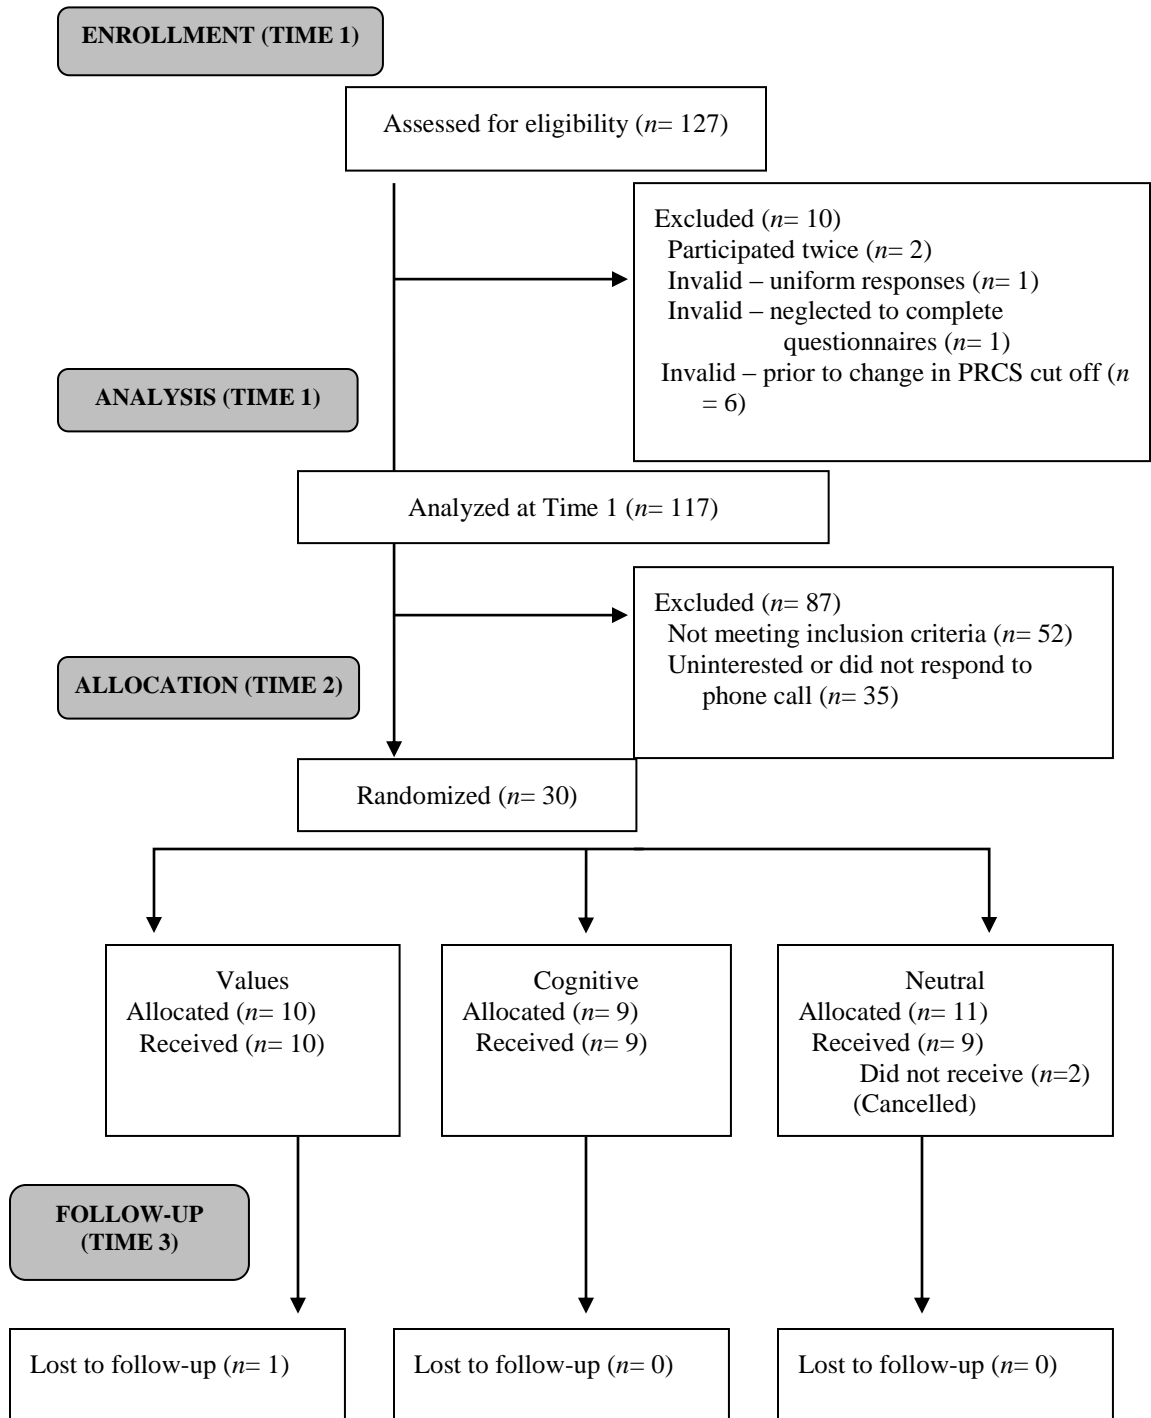 ENROLLMENT (TIME 1)
Assessed for eligibility (n= 127)
Excluded (n= 10)
Participated twice (n= 2)
Invalid – uniform responses (n= 1)
Invalid – neglected to complete
questionnaires (n= 1)
Invalid – prior to change in PRCS cut off (n
= 6)
ANALYSIS (TIME 1)
Analyzed at Time 1 (n= 117)
Excluded (n= 87)
Not meeting inclusion criteria (n= 52)
Uninterested or did not respond to
phone call (n= 35)
ALLOCATION (TIME 2)
Randomized (n= 30)
Values
Allocated (n= 10)
Received (n= 10)
Cognitive
Allocated (n= 9)
Received (n= 9)
Neutral
Allocated (n= 11)
Received (n= 9)
Did not receive (n=2)
(Cancelled)
FOLLOW-UP
(TIME 3)
Lost to follow-up (n= 1)
Lost to follow-up (n= 0)
Lost to follow-up (n= 0)